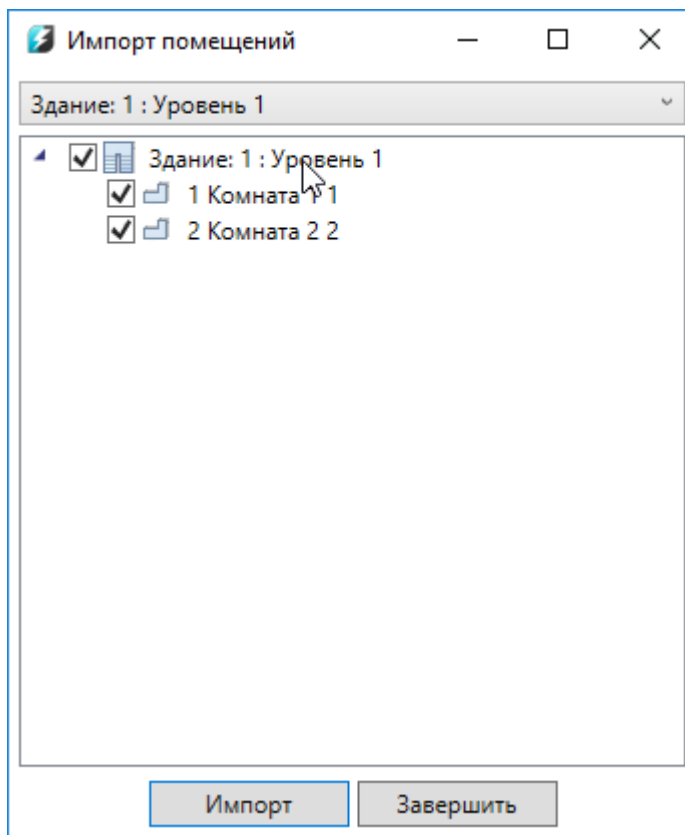 Импорт помещений
Здание: 1 : Уровень 1
Здание: 1 : Уровень 1
1 Комната 1 1
2 Комната 2 2
Импорт
Завершить